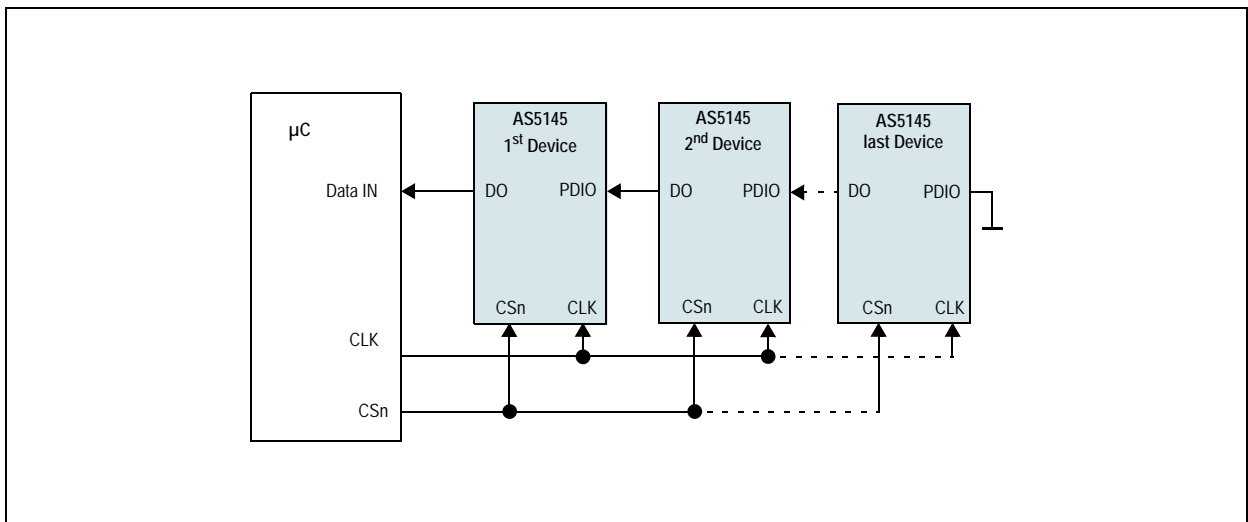 µC
Data IN
CLK
CSn
AS5145
1st Device
DO PDIO
CSn CLK
AS5145
2nd Device
DO PDIO
CSn CLK
AS5145
last Device
DO PDIO
CSn CLK